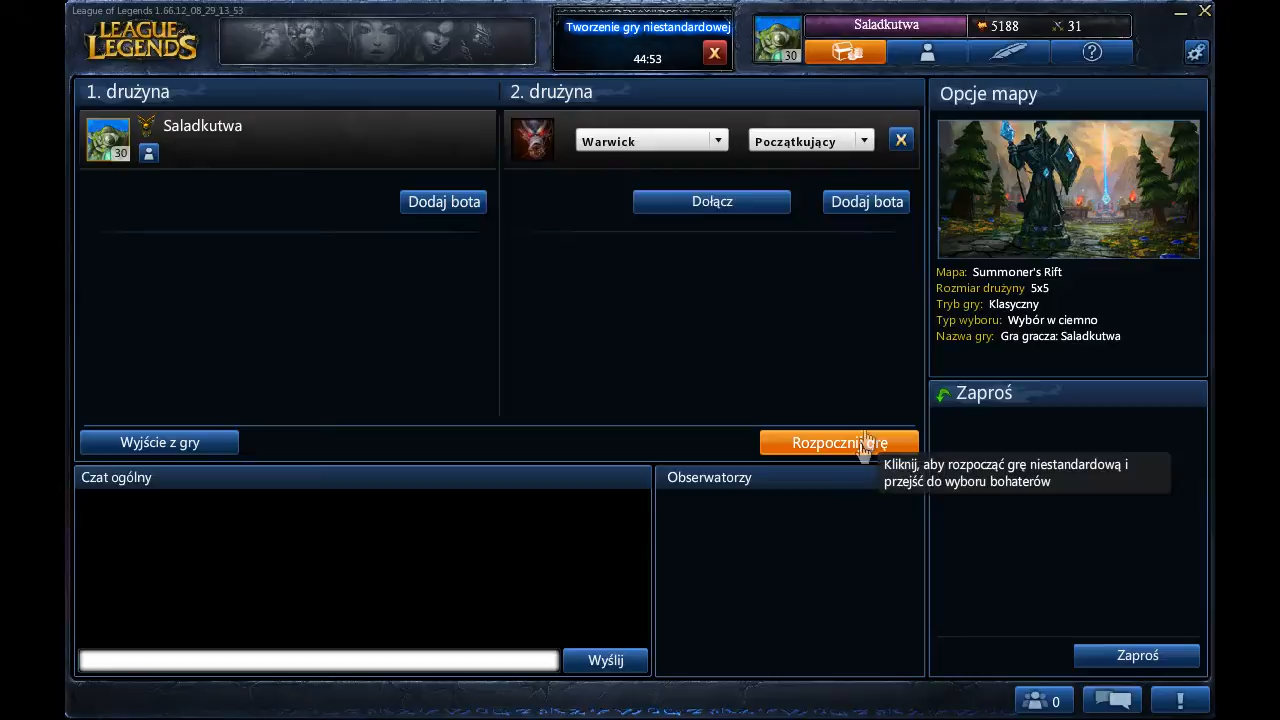 League of Legends 1.66.12_08_29_13_53
LEAGUE OF LEGENDS
Tworzenie gry niestandardowej
44:53
X
30
Saladkutwa
5188
31
?
1. drużyna
2. drużyna
Opcje mapy
30
Saladkutwa
Warwick
Początkujący
X
Dodaj bota
Dołącz
Dodaj bota
Mapa: Summoner's Rift
Rozmiar drużyny 5x5
Tryb gry: Klasyczny
Typ wyboru: Wybór w ciemno
Nazwa gry: Gra gracza: Saladkutwa
Zaproś
Wyjście z gry
Rozpocznij grę
Kliknij, aby rozpocząć grę niestandardową i
przejść do wyboru bohaterów
Czat ogólny
Obserwatorzy
Wyślij
Zaproś
0
!